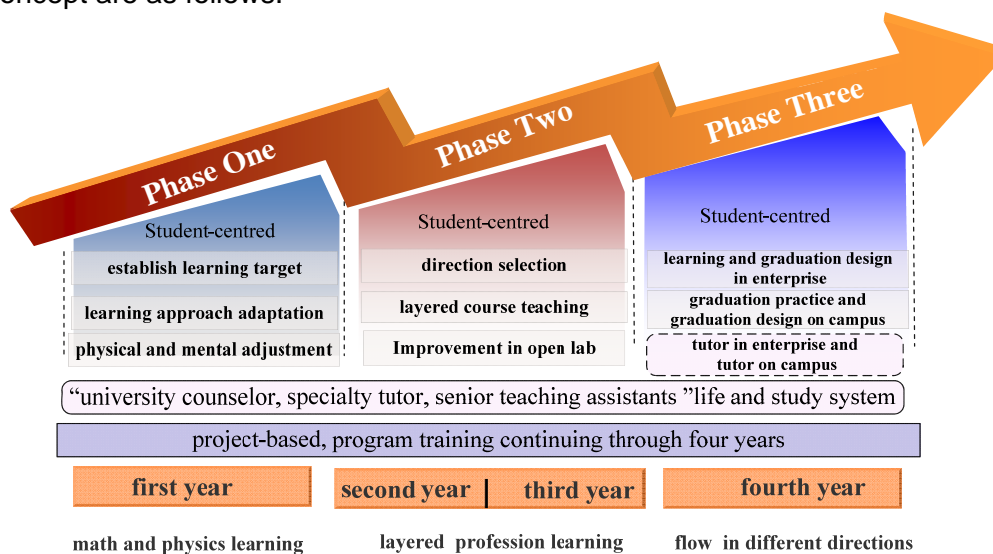 oncept are as follows:
Phase One
Phase Two
Phase Three
Student-centred
establish learning target
learning approach adaptation
physical and mental adjustment
Student-centred
direction selection
layered course teaching
Improvement in open lab
Student-centred
learning and graduation design
in enterprise
graduation practice and
graduation design on campus
tutor in enterprise and
tutor on campus
“university counselor, specialty tutor, senior teaching assistants ”life and study system
project-based, program training continuing through four years
first year
second year
third year
fourth year
math and physics learning
layered profession learning
flow in different directions